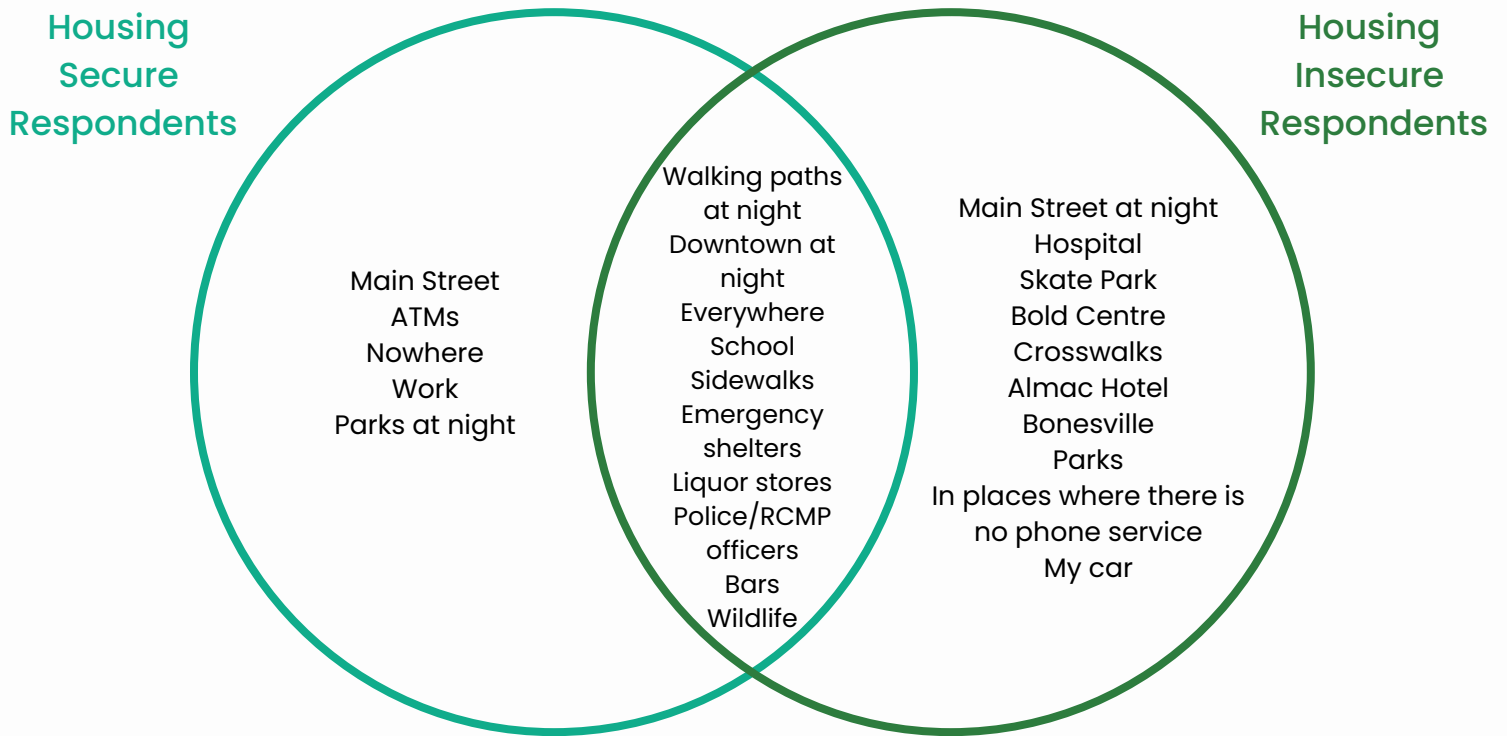 Housing
Secure
Respondents
Housing
Insecure
Respondents
Main Street
ATMs
Nowhere
Work
Parks at night
Walking paths
at night
Downtown at
night
Everywhere
School
Sidewalks
Emergency
shelters
Liquor stores
Police/RCMP
officers
Bars
Wildlife
Main Street at night
Hospital
Skate Park
Bold Centre
Crosswalks
Almac Hotel
Bonesville
Parks
In places where there is
no phone service
My car